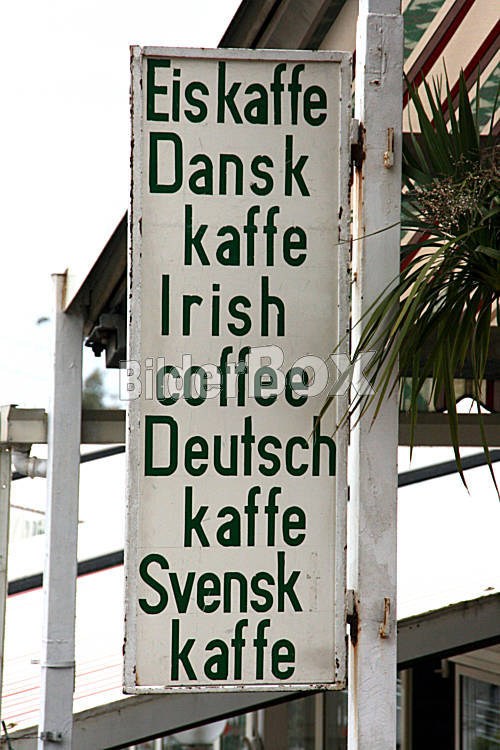 Eiskaffe
Dansk
kaffe
Irish
BilderBox
coffee
Deutsch
kaffe
Svensk
kaffe